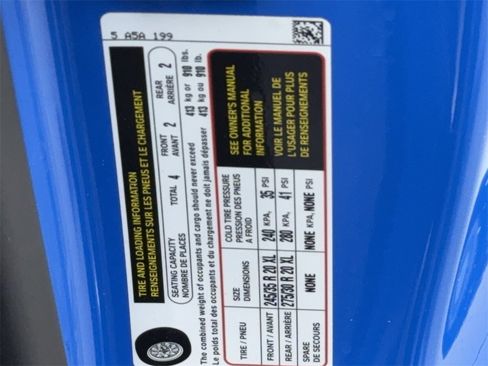 5 A5A 199
TIRE AND LOADING INFORMATION
RENSEIGNEMENTS SUR LES PNEUS ET LE CHARGEMENT
SEATING CAPACITY
NOMBRE DE PLACES
TOTAL 4
FRONT
AVANT 2
REAR
ARRIÈRE 2
The combined weight of occupants and cargo should never exceed 413 kg or 910 lbs.
Le poids total des occupants et du chargement ne doit jamais dépasser 413 kg ou 910 lb.
TIRE / PNEU
SIZE
DIMENSIONS
COLD TIRE PRESSURE
PRESSION DES PNEUS
A FROID
FRONT / AVANT 245/35 R 20 XL 240 KPA, 35 PSI
REAR / ARRIÈRE 275/30 R 20 XL 280 KPA, 41 PSI
SPARE
DE SECOURS
NONE
NONE KPA, NONE PSI
SEE OWNER'S MANUAL
FOR ADDITIONAL
INFORMATION
VOIR LE MANUEL DE
L'USAGER POUR PLUS
DE RENSEIGNEMENTS